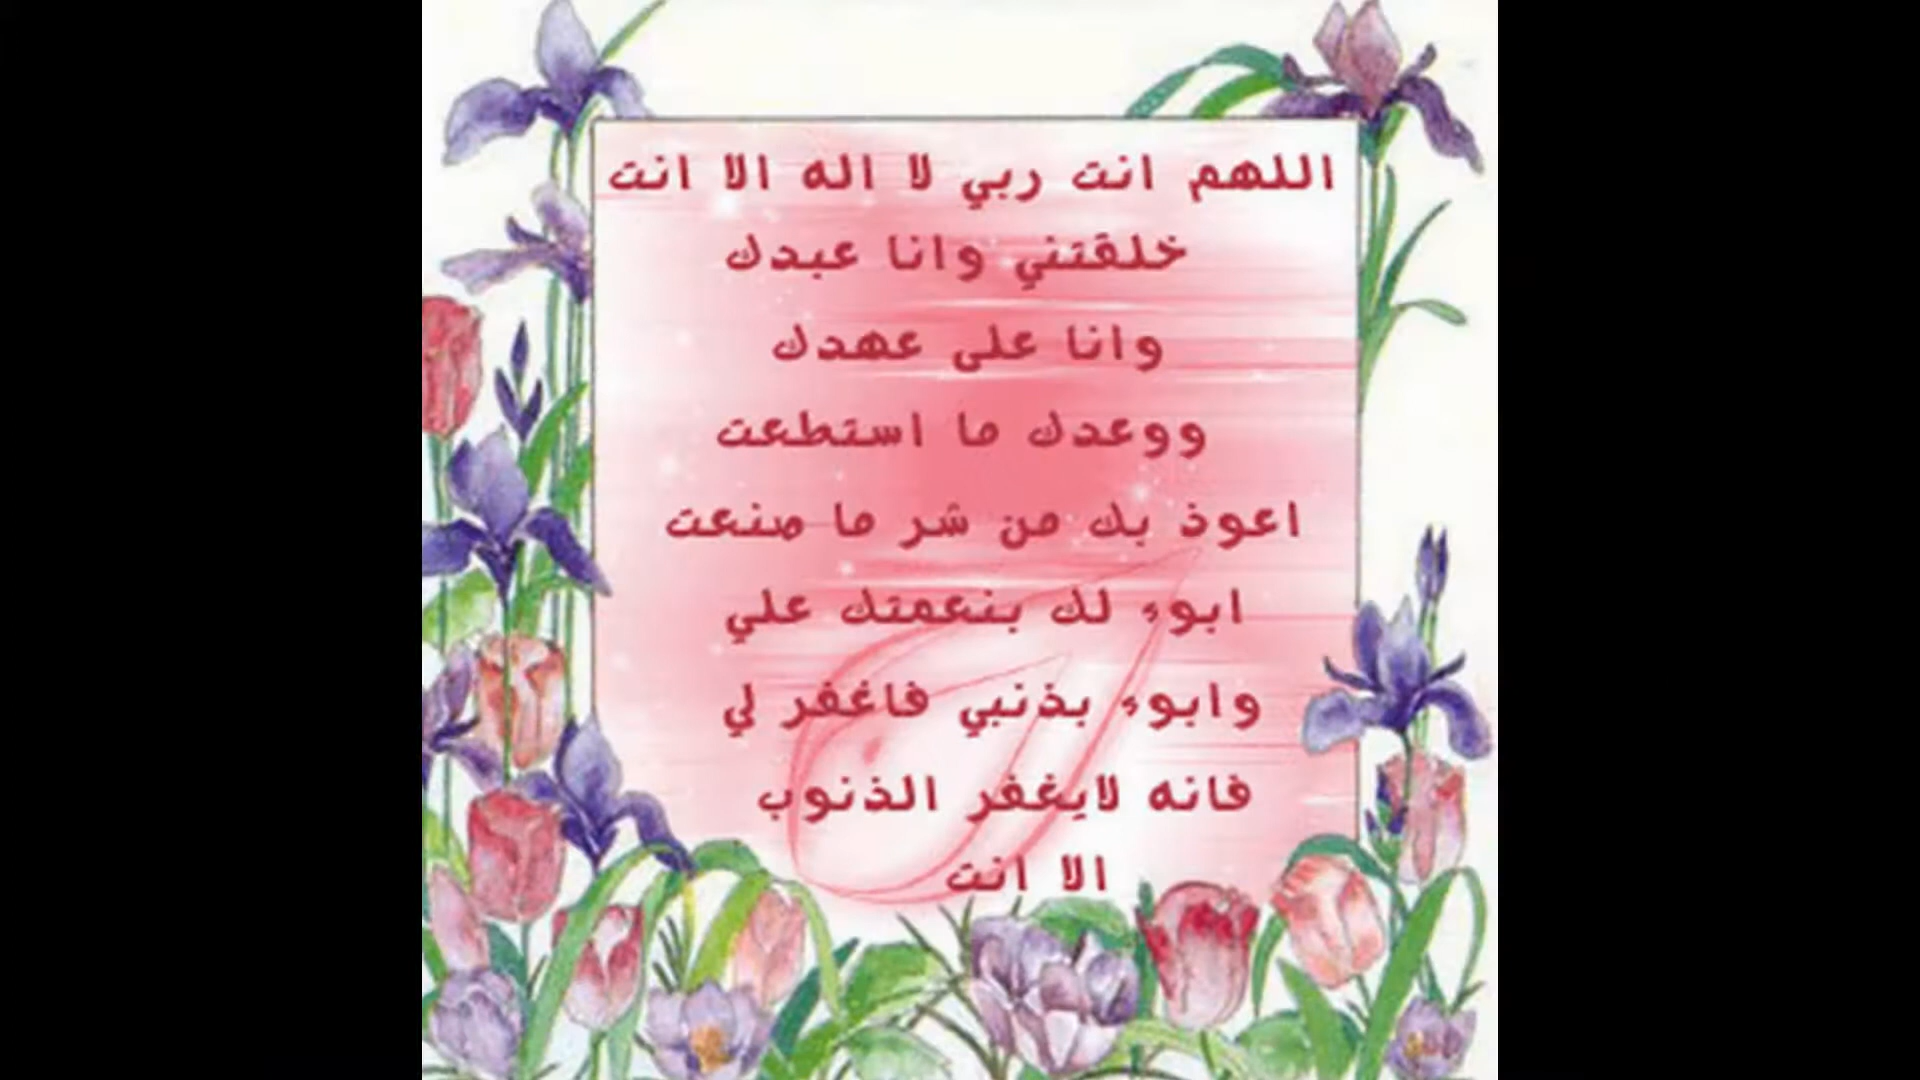 اللهم انت ربي لا اله الا انت
خلقتني وانا عبدك
وانا على عهدك
ووعدك ما استطعت
اعوذ بك من شر ما صنعت
ابوء لك بنعمتك علي
وابوء بذنبي فاغفر لي
فانه لايغفر الذنوب
الا انت